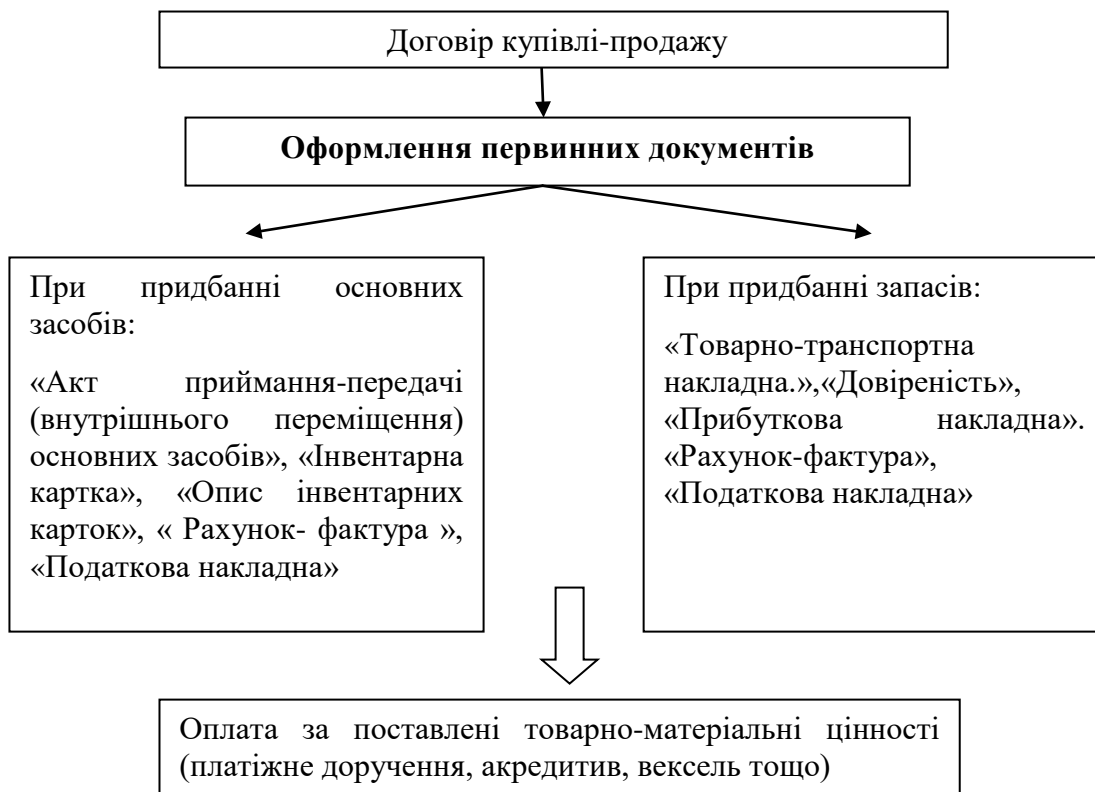 Договір купівлі-продажу
Оформлення первинних документів
При придбанні основних
засобів:
«Акт приймання-передачі
(внутрішнього переміщення)
основних засобів», «Інвентарна
картка», «Опис інвентарних
карток», « Рахунок- фактура »,
«Податкова накладна»
При придбанні запасів:
«Товарно-транспортна
накладна.»,«Довіреність»,
«Прибуткова накладна».
«Рахунок-фактура»,
«Податкова накладна»
Оплата за поставлені товарно-матеріальні цінності
(платіжне доручення, акредитив, вексель тощо)